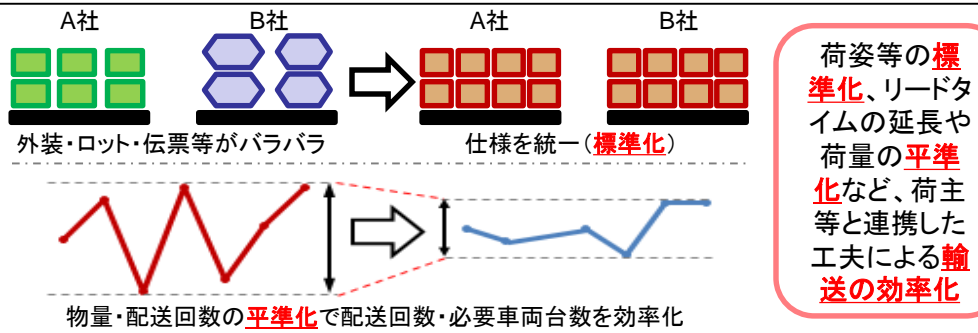 A社
B社
A社
B社
外装・ロット・伝票等がバラバラ
仕様を統一（標準化）
物量・配送回数の平準化で配送回数・必要車両台数を効率化
荷姿等の標
準化、リードタ
イムの延長や
荷量の平準
化など、荷主
等と連携した
工夫による輸
送の効率化